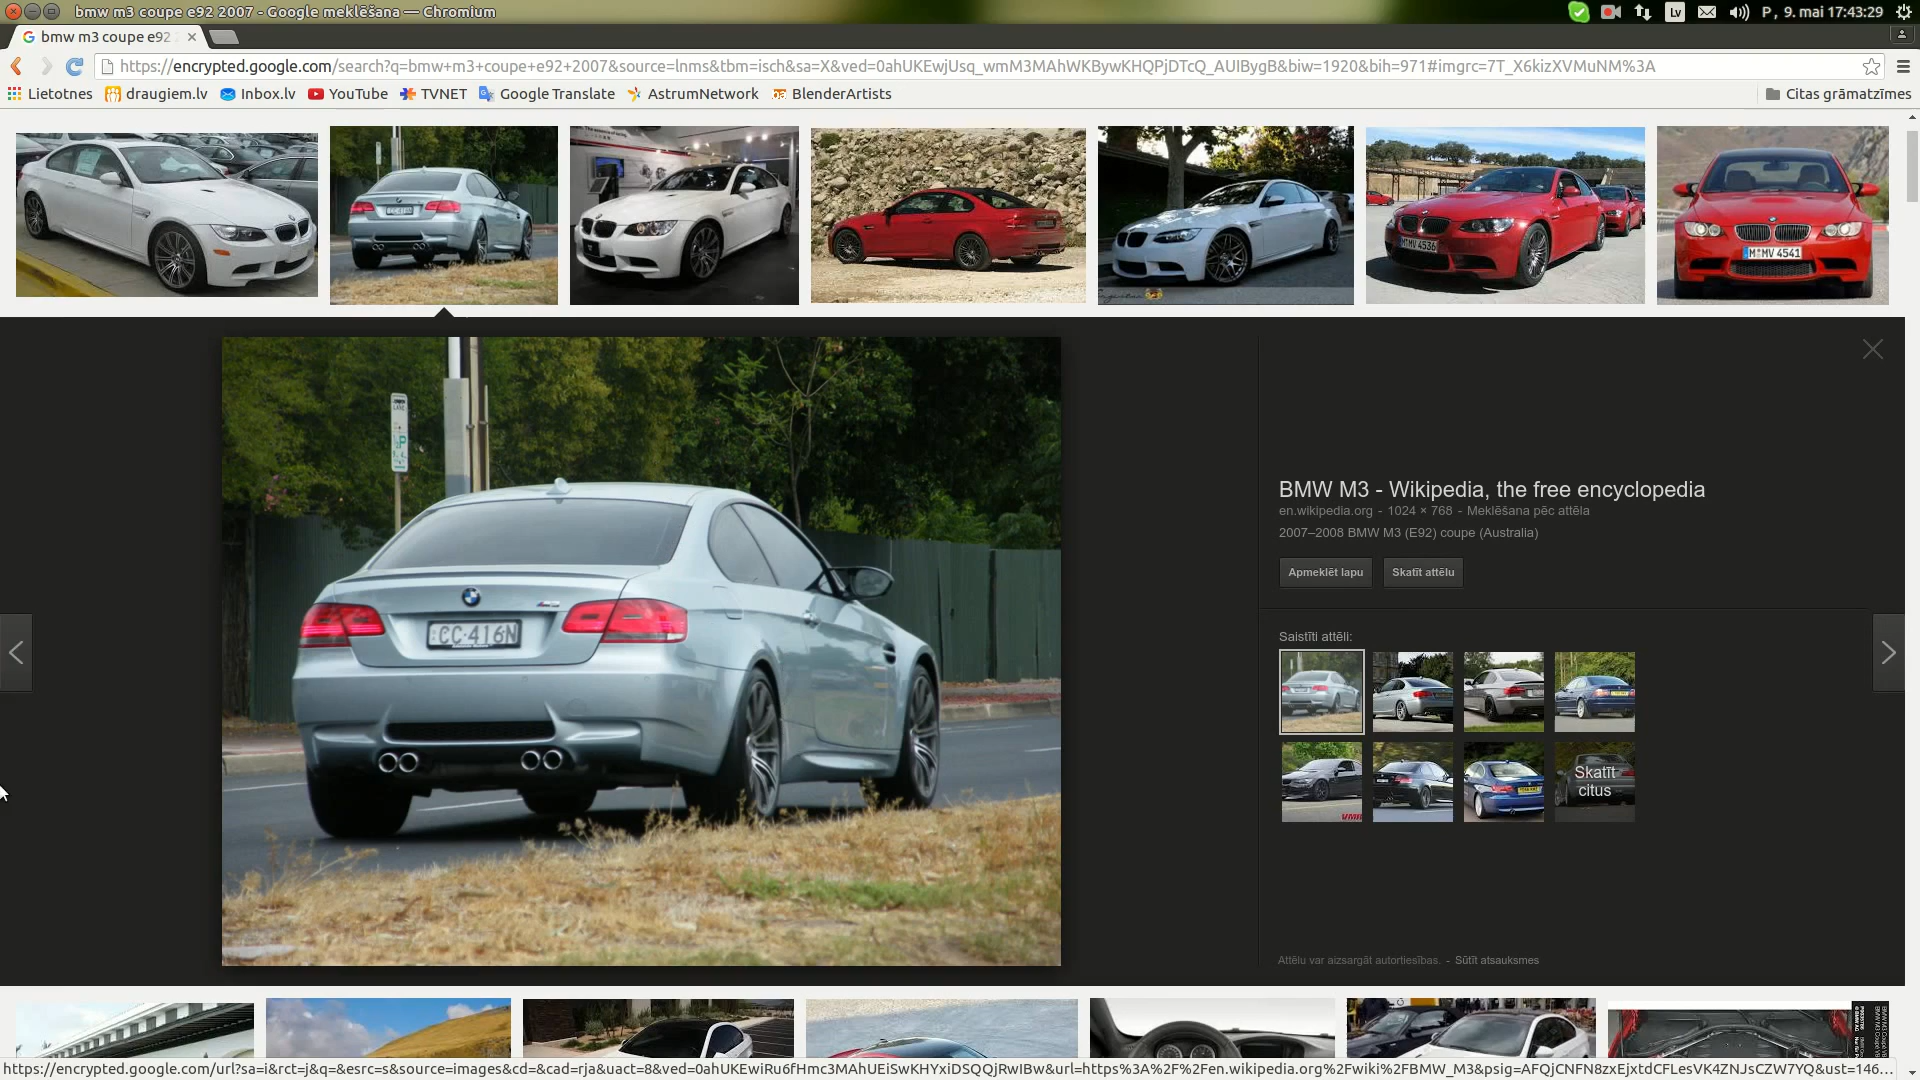 bmw m3 coupe e92 2007 - Google meklēšana — Chromium
Lv
P , 9. mai 17:43:29
bmw m3 coupe e92
https://encrypted.google.com/search?q=bmw+m3+coupe+e92+2007&source=lnms&tbm=isch&sa=X&ved=0ahUKEwjUsq_wmM3MAhWKBywKHQPjDTcQ_AUIBygB&biw=1920&bih=971#imgrc=7T_X6kizXVMuNM%3A
Lietotnes
draugiem.lv
Inbox.lv
YouTube
TVNET
Google Translate
AstrumNetwork
BlenderArtists
Citas grāmatzīmes
M MV 4536
M MV 4541
LANE
P
M3
CC·416N
BMW M3 - Wikipedia, the free encyclopedia
en.wikipedia.org - 1024 × 768 - Meklēšana pēc attēla
2007–2008 BMW M3 (E92) coupe (Australia)
Apmeklēt lapu
Skatīt attēlu
Saistīti attēli:
Skatīt
citus
Attēlu var aizsargāt autortiesības. - Sūtīt atsauksmes
https://encrypted.google.com/url?sa=i&rct=j&q=&esrc=s&source=images&cd=&cad=rja&uact=8&ved=0ahUKEwiRu6fHmc3MAhUEiSwKHYxiDSQQjRwIBw&url=https%3A%2F%2Fen.wikipedia.org%2Fwiki%2FBMW_M3&psig=AFQjCNFN8zxEjxtdCFLesVK4ZNJsCZW7YQ&ust=146...